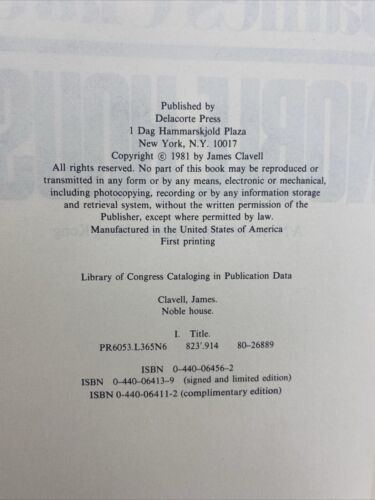 Published by
Delacorte Press
1 Dag Hammarskjold Plaza
New York, N.Y. 10017
Copyright © 1981 by James Clavell
All rights reserved. No part of this book may be reproduced or
transmitted in any form or by any means, electronic or mechanical,
including photocopying, recording or by any information storage
and retrieval system, without the written permission of the
Publisher, except where permitted by law.
Manufactured in the United States of America
First printing
Library of Congress Cataloging in Publication Data
Clavell, James.
Noble house.
I. Title.
PR6053.L365N6 823'.914 80-26889
ISBN 0-440-06456-2
ISBN 0-440-06413-9 (signed and limited edition)
ISBN 0-440-06411-2 (complimentary edition)